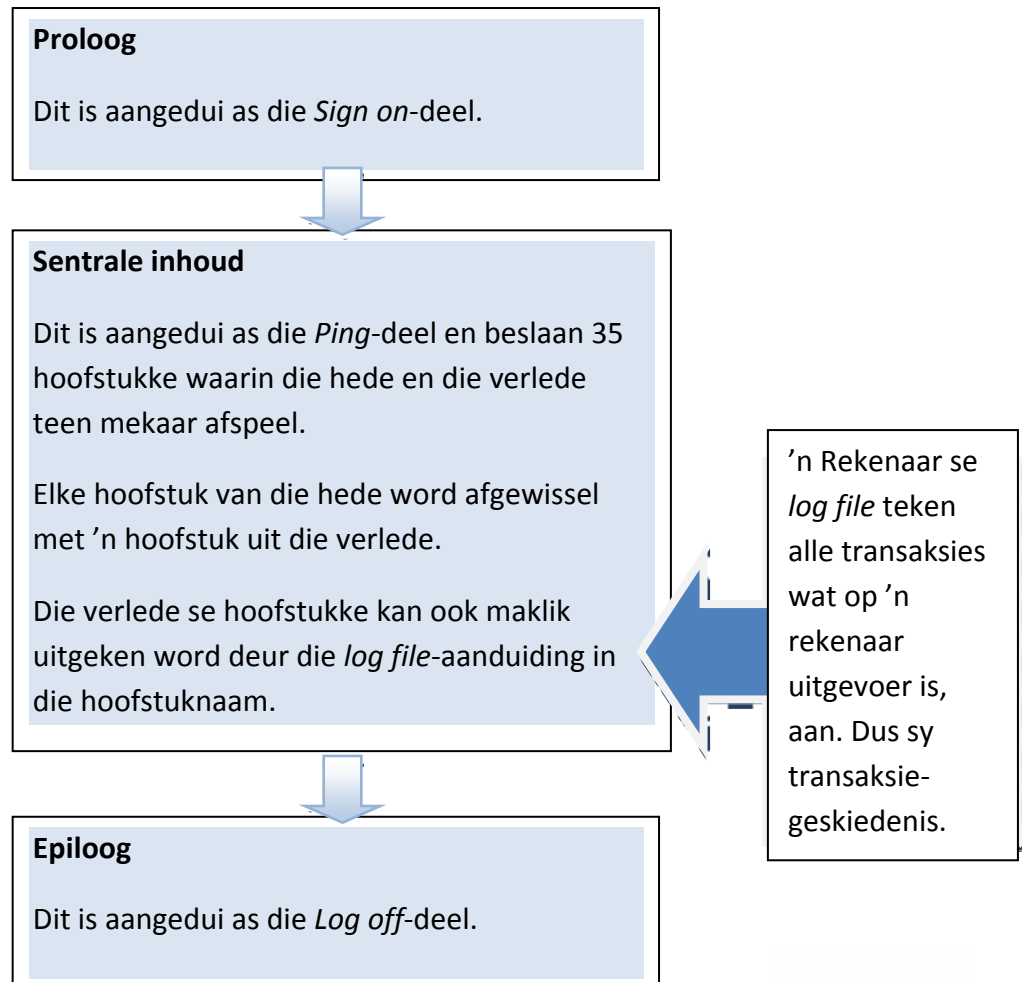 Proloog
Dit is aangedui as die Sign on-deel.
Sentrale inhoud
Dit is aangedui as die Ping-deel en beslaan 35
hoofstukke waarin die hede en die verlede
teen mekaar afspeel.
Elke hoofstuk van die hede word afgewissel
met ’n hoofstuk uit die verlede.
Die verlede se hoofstukke kan ook maklik
uitgeken word deur die log file-aanduiding in
die hoofstuknaam.
’n Rekenaar se
log file teken
alle transaksies
wat op ’n
rekenaar
uitgevoer is,
aan. Dus sy
transaksie-
geskiedenis.
Epiloog
Dit is aangedui as die Log off-deel.